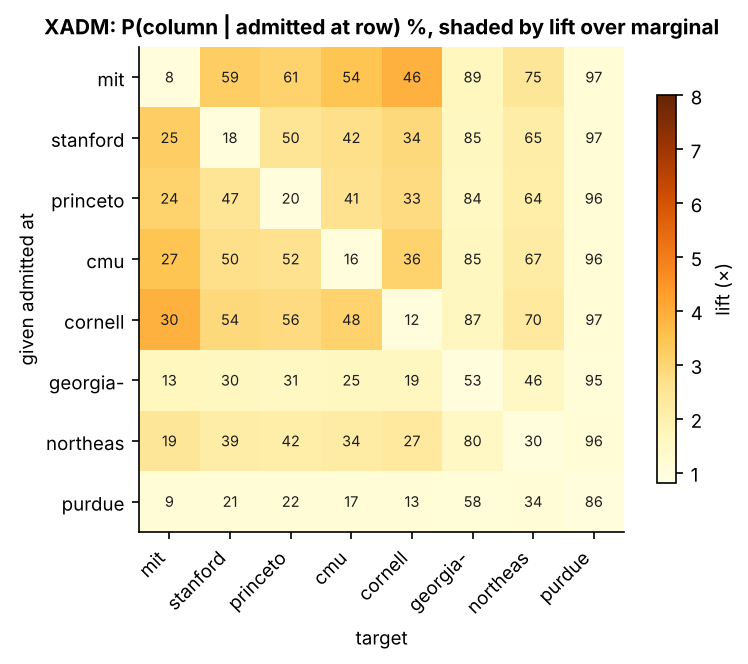 XADM: P(column | admitted at row) %, shaded by lift over marginal
mit 8 59 61 54 46 89 75 97
stanford 25 18 50 42 34 85 65 97
princeto 24 47 20 41 33 84 64 96
cmu 27 50 52 16 36 85 67 96
cornell 30 54 56 48 12 87 70 97
georgia- 13 30 31 25 19 53 46 95
northeas 19 39 42 34 27 80 30 96
purdue 9 21 22 17 13 58 34 86
given admitted at
mit stanford princeto cmu cornell georgia- northeas purdue
target
8
7
6
5
4
3
2
1
lift (×)